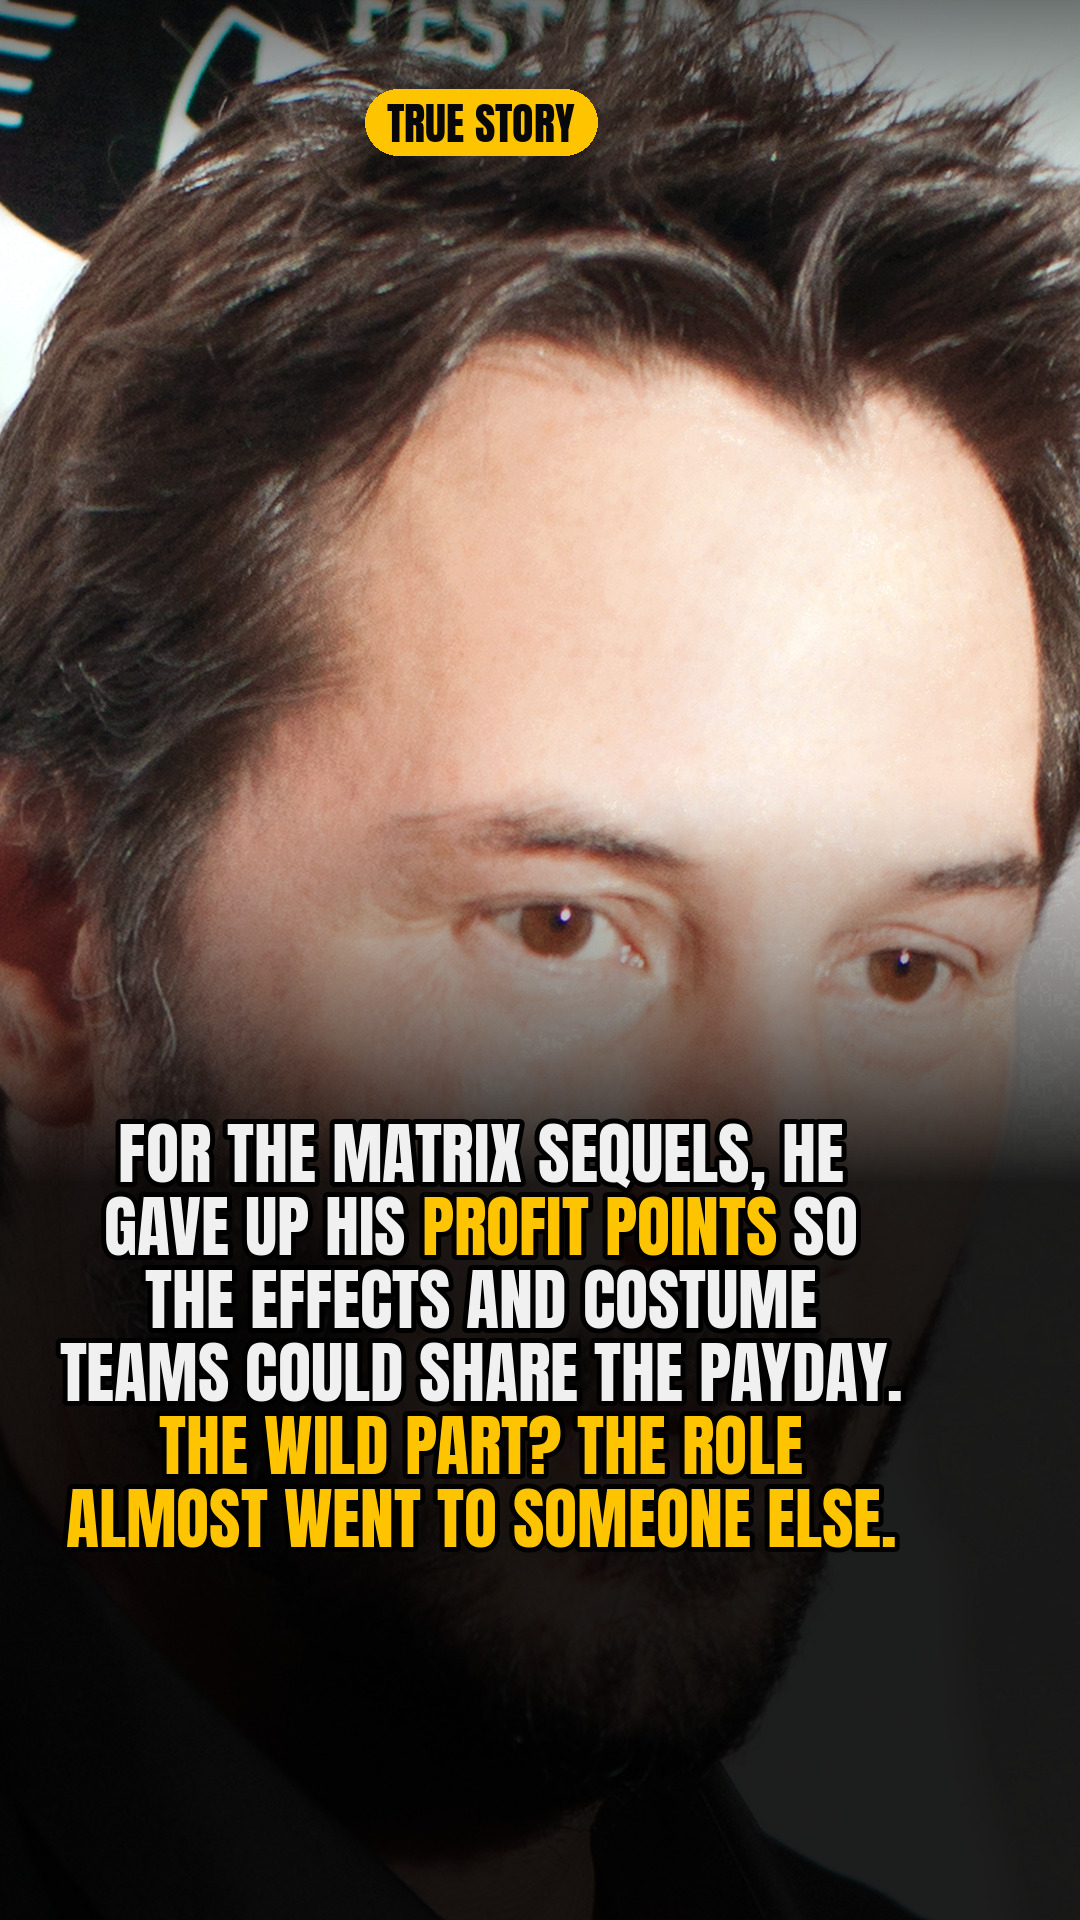 TRUE STORY
FOR THE MATRIX SEQUELS, HE
GAVE UP HIS PROFIT POINTS SO
THE EFFECTS AND COSTUME
TEAMS COULD SHARE THE PAYDAY.
THE WILD PART? THE ROLE
ALMOST WENT TO SOMEONE ELSE.